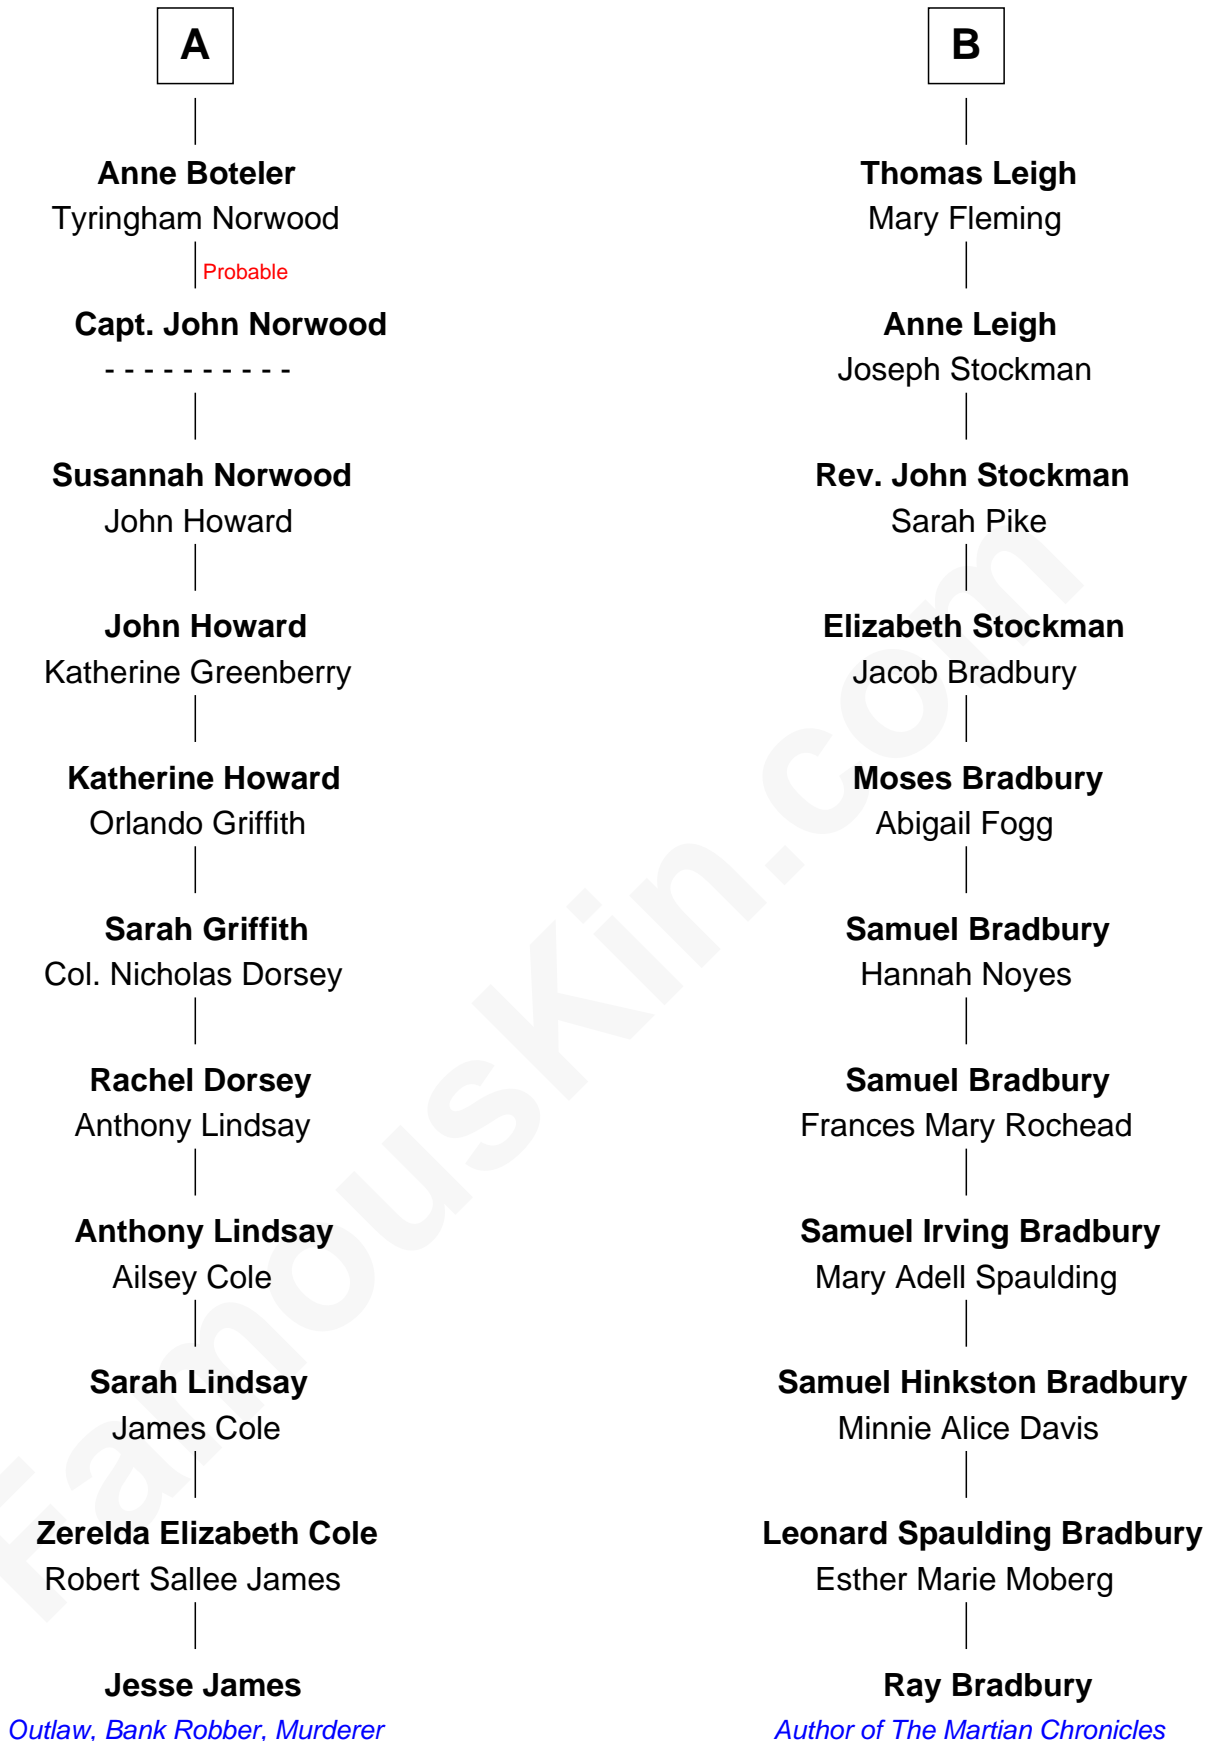 A
Anne Boteler
Tyringham Norwood
Probable
Capt. John Norwood
- - - - - - - - - -
Susannah Norwood
John Howard
John Howard
Katherine Greenberry
Katherine Howard
Orlando Griffith
Sarah Griffith
Col. Nicholas Dorsey
Rachel Dorsey
Anthony Lindsay
Anthony Lindsay
Ailsey Cole
Sarah Lindsay
James Cole
Zerelda Elizabeth Cole
Robert Sallee James
Jesse James
Outlaw, Bank Robber, Murderer
B
Thomas Leigh
Mary Fleming
Anne Leigh
Joseph Stockman
Rev. John Stockman
Sarah Pike
Elizabeth Stockman
Jacob Bradbury
Moses Bradbury
Abigail Fogg
Samuel Bradbury
Hannah Noyes
Samuel Bradbury
Frances Mary Rochead
Samuel Irving Bradbury
Mary Adell Spaulding
Samuel Hinkston Bradbury
Minnie Alice Davis
Leonard Spaulding Bradbury
Esther Marie Moberg
Ray Bradbury
Author of The Martian Chronicles
FamousKin.com